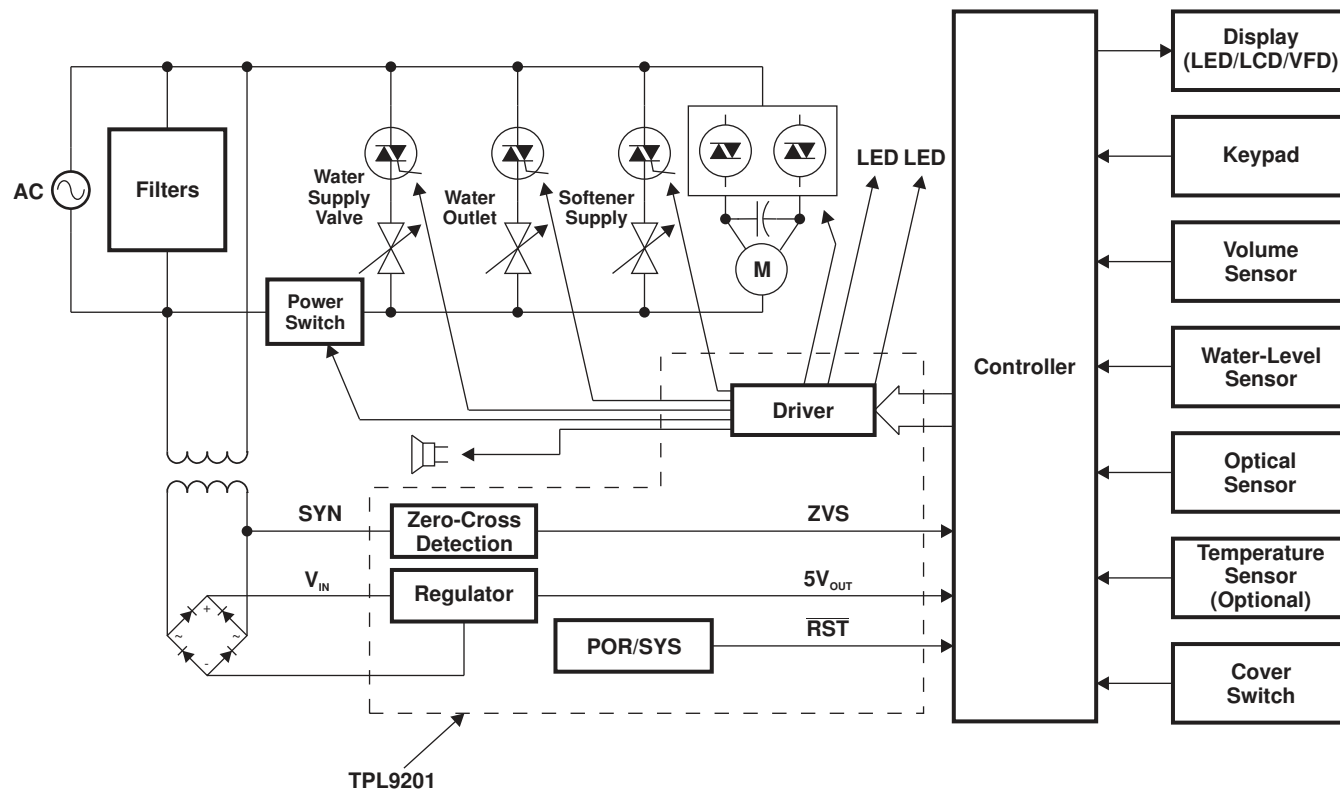 AC
Filters
Water
Supply
Valve
Water
Outlet
Softener
Supply
M
LED LED
Power
Switch
Driver
Controller
SYN
Zero-Cross
Detection
ZVS
V_IN
Regulator
5V_OUT
POR/SYS
R̅S̅T̅
+
~
~
-
TPL9201
Display
(LED/LCD/VFD)
Keypad
Volume
Sensor
Water-Level
Sensor
Optical
Sensor
Temperature
Sensor
(Optional)
Cover
Switch